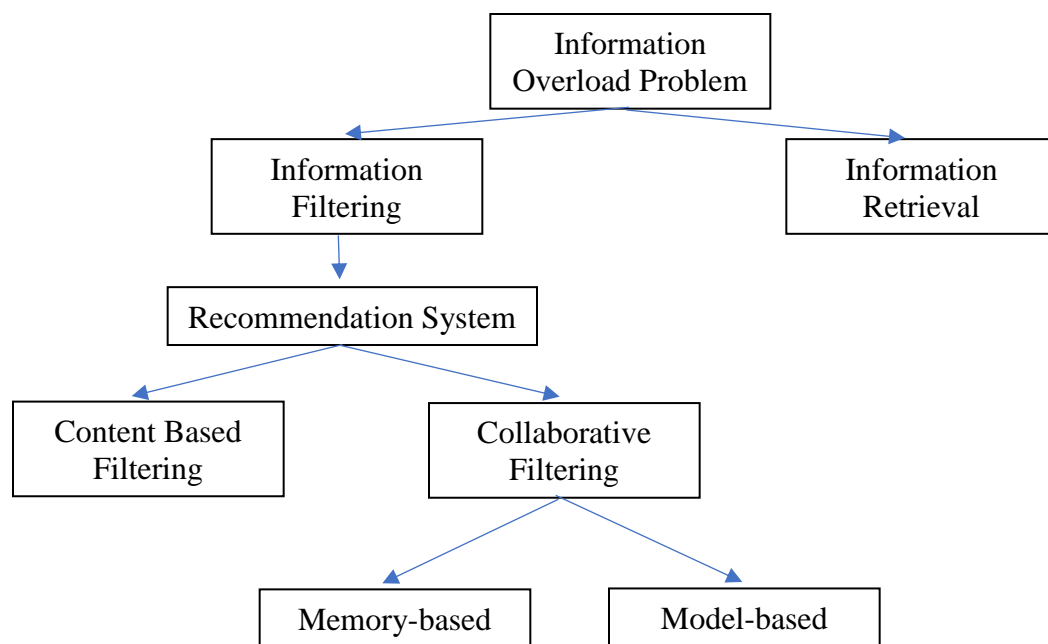 Information
Overload Problem
Information
Filtering
Information
Retrieval
Recommendation System
Content Based
Filtering
Collaborative
Filtering
Memory-based
Model-based